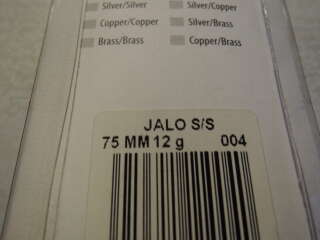 Silver/Silver Silver/Copper
Copper/Copper Silver/Brass
Brass/Brass Copper/Brass
JALO S/S
75 MM 12 g 004